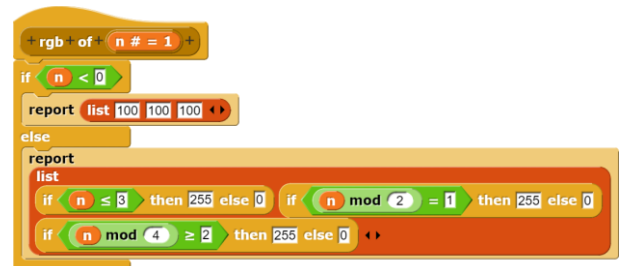 + rgb + of + n # = 1 +
if n < 0
report list 100 100 100
else
report
list
if n ≤ 3 then 255 else 0 if n mod 2 = 1 then 255 else 0
if n mod 4 ≥ 2 then 255 else 0